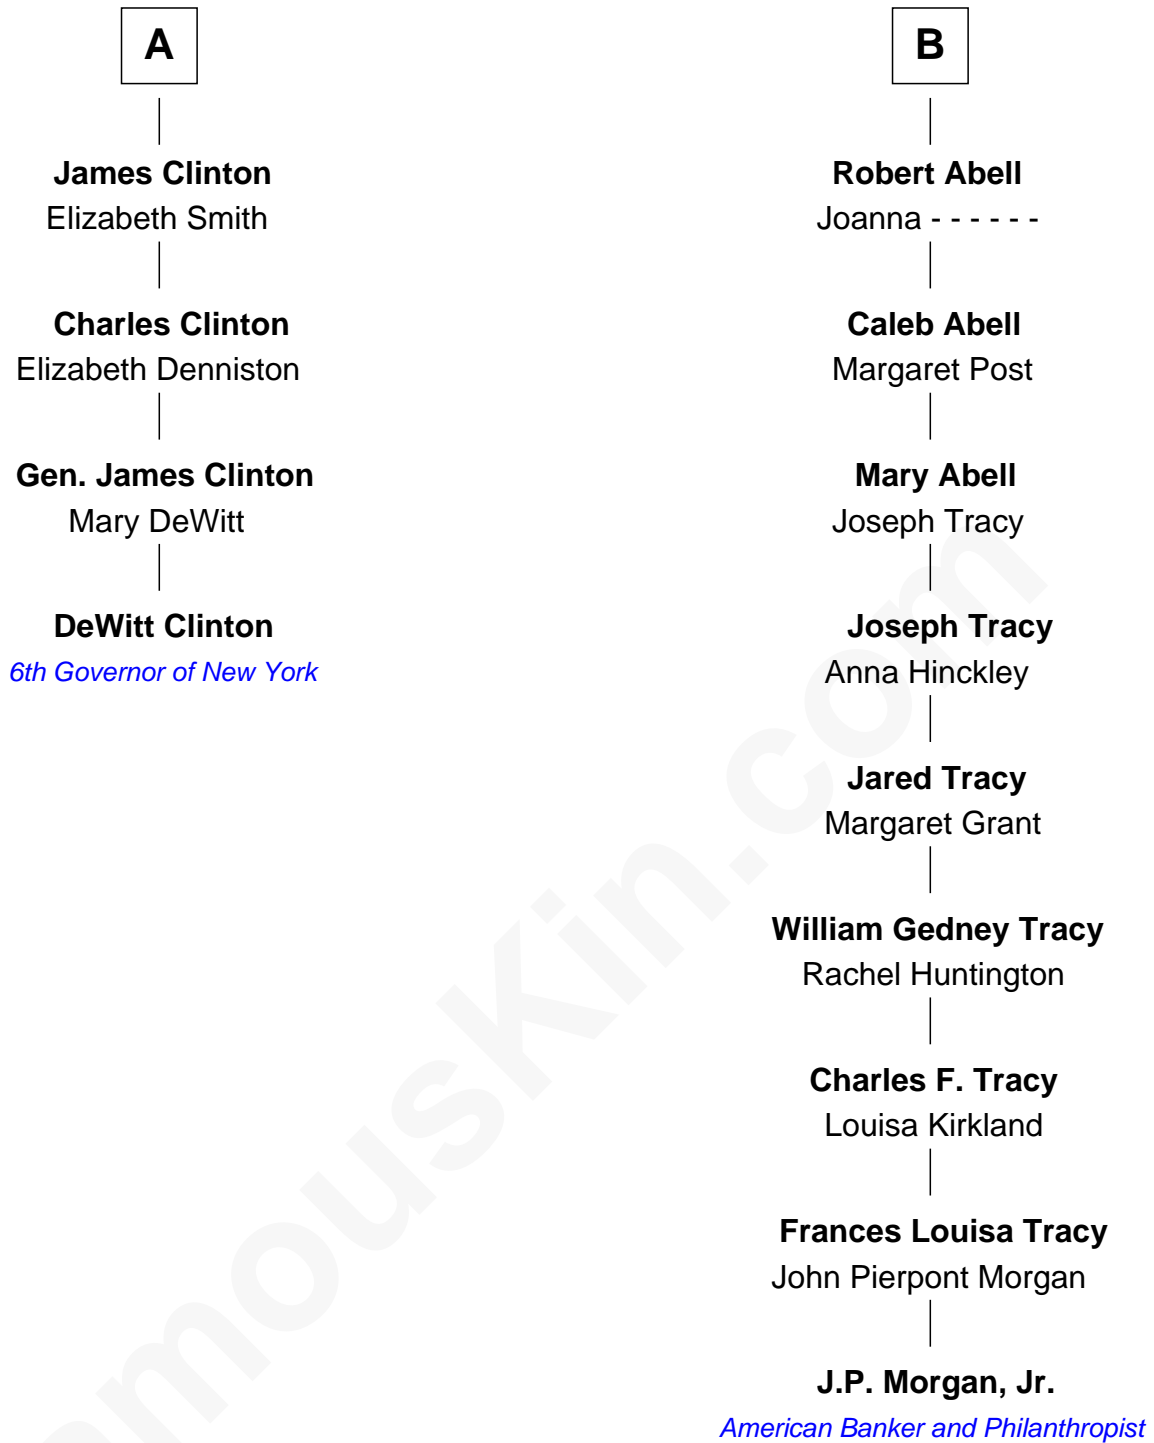 A
James Clinton
Elizabeth Smith
Charles Clinton
Elizabeth Denniston
Gen. James Clinton
Mary DeWitt
DeWitt Clinton
6th Governor of New York
B
Robert Abell
Joanna - - - - - -
Caleb Abell
Margaret Post
Mary Abell
Joseph Tracy
Joseph Tracy
Anna Hinckley
Jared Tracy
Margaret Grant
William Gedney Tracy
Rachel Huntington
Charles F. Tracy
Louisa Kirkland
Frances Louisa Tracy
John Pierpont Morgan
J.P. Morgan, Jr.
American Banker and Philanthropist
amouskin.com